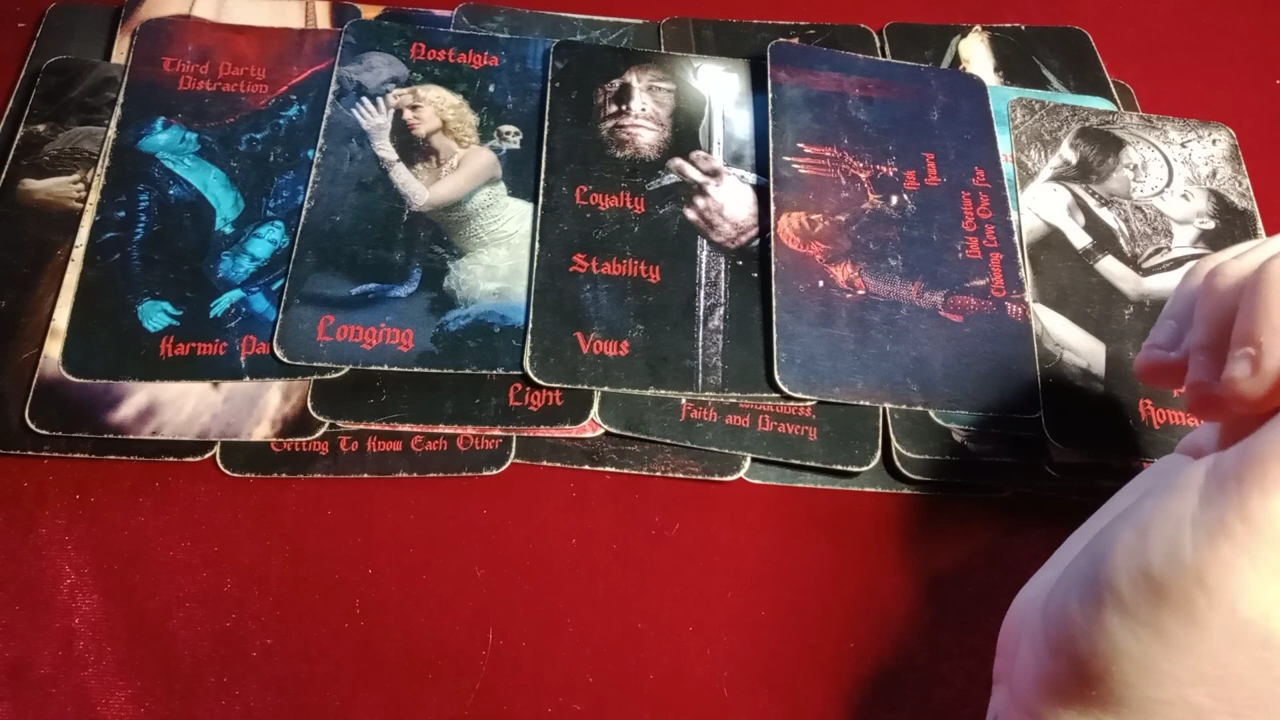 Third Party
Distraction
Karmic
Nostalgia
Longing
Loyalty
Stability
Vows
Risk
Reward
Bold Gesture
Choosing Love Over Fear
Light
Faith and Bravery
Getting To Know Each Other